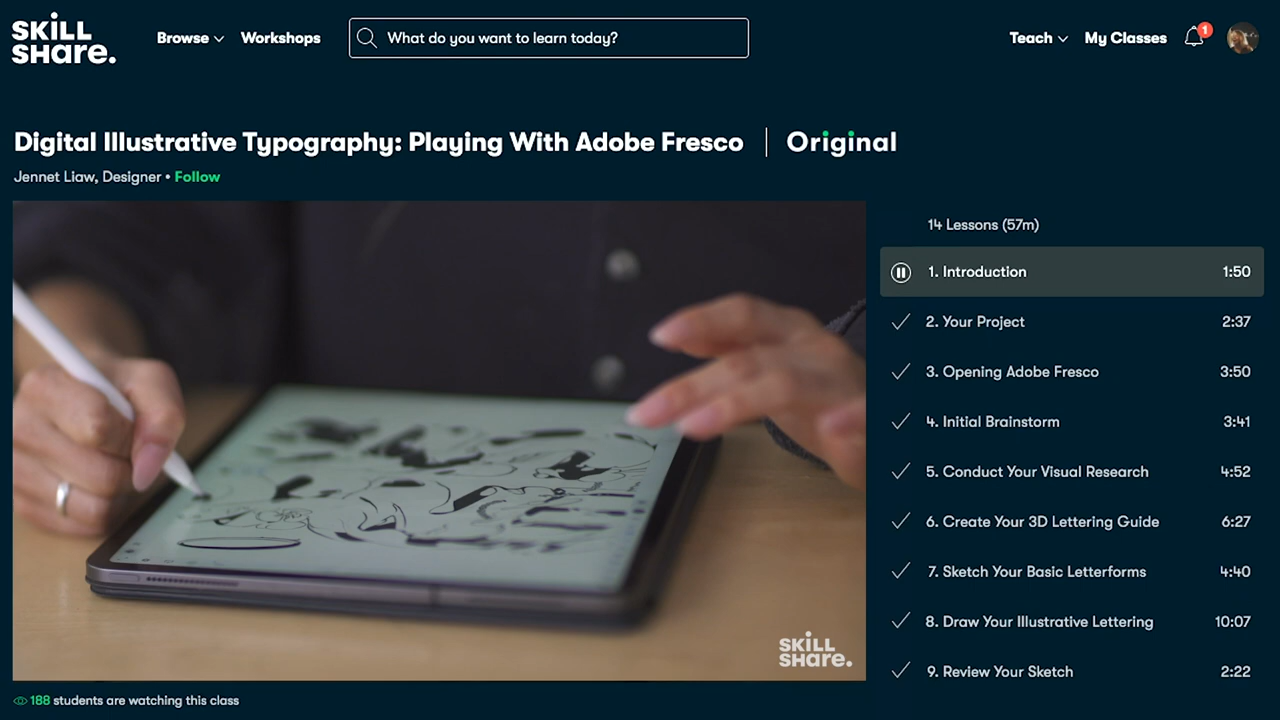 SKILL
SHare.
Browse
Workshops
What do you want to learn today?
Teach
My Classes
1
Digital Illustrative Typography: Playing With Adobe Fresco | Original
Jennet Liaw, Designer • Follow
14 Lessons (57m)
1. Introduction 1:50
2. Your Project 2:37
3. Opening Adobe Fresco 3:50
4. Initial Brainstorm 3:41
5. Conduct Your Visual Research 4:52
6. Create Your 3D Lettering Guide 6:27
7. Sketch Your Basic Letterforms 4:40
8. Draw Your Illustrative Lettering 10:07
9. Review Your Sketch 2:22
SKILL
SHare.
188 students are watching this class